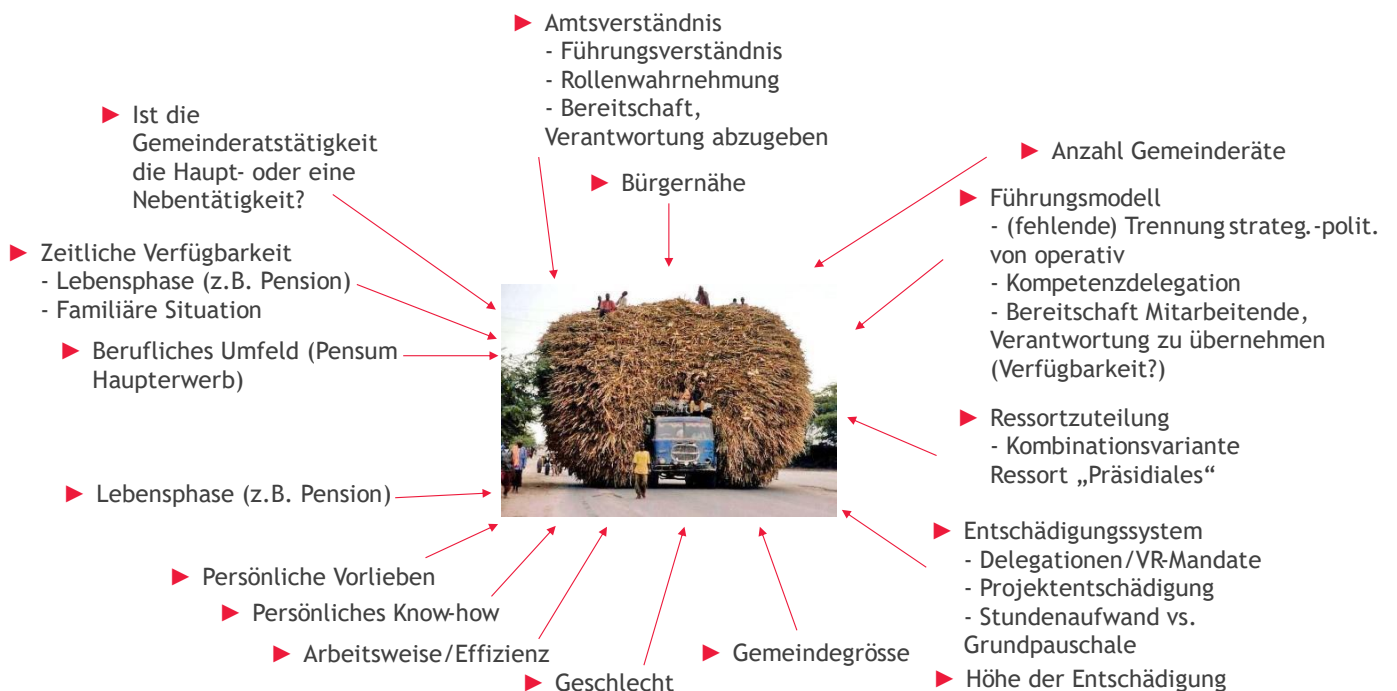 ► Amtsverständnis
- Führungsverständnis
- Rollenwahrnehmung
- Bereitschaft,
Verantwortung abzugeben
► Ist die
Gemeinderatstätigkeit
die Haupt- oder eine
Nebentätigkeit?
► Bürgernähe
► Anzahl Gemeinderäte
► Führungsmodell
- (fehlende) Trennung strateg.-polit.
von operativ
- Kompetenzdelegation
- Bereitschaft Mitarbeitende,
Verantwortung zu übernehmen
(Verfügbarkeit?)
► Zeitliche Verfügbarkeit
- Lebensphase (z.B. Pension)
- Familiäre Situation
► Berufliches Umfeld (Pensum
Haupterwerb)
► Ressortzuteilung
- Kombinationsvariante
Ressort „Präsidiales“
► Lebensphase (z.B. Pension)
► Entschädigungssystem
- Delegationen/VR-Mandate
- Projektentschädigung
- Stundenaufwand vs.
Grundpauschale
► Persönliche Vorlieben
► Persönliches Know-how
► Arbeitsweise/Effizienz
► Geschlecht
► Gemeindegrösse
► Höhe der Entschädigung